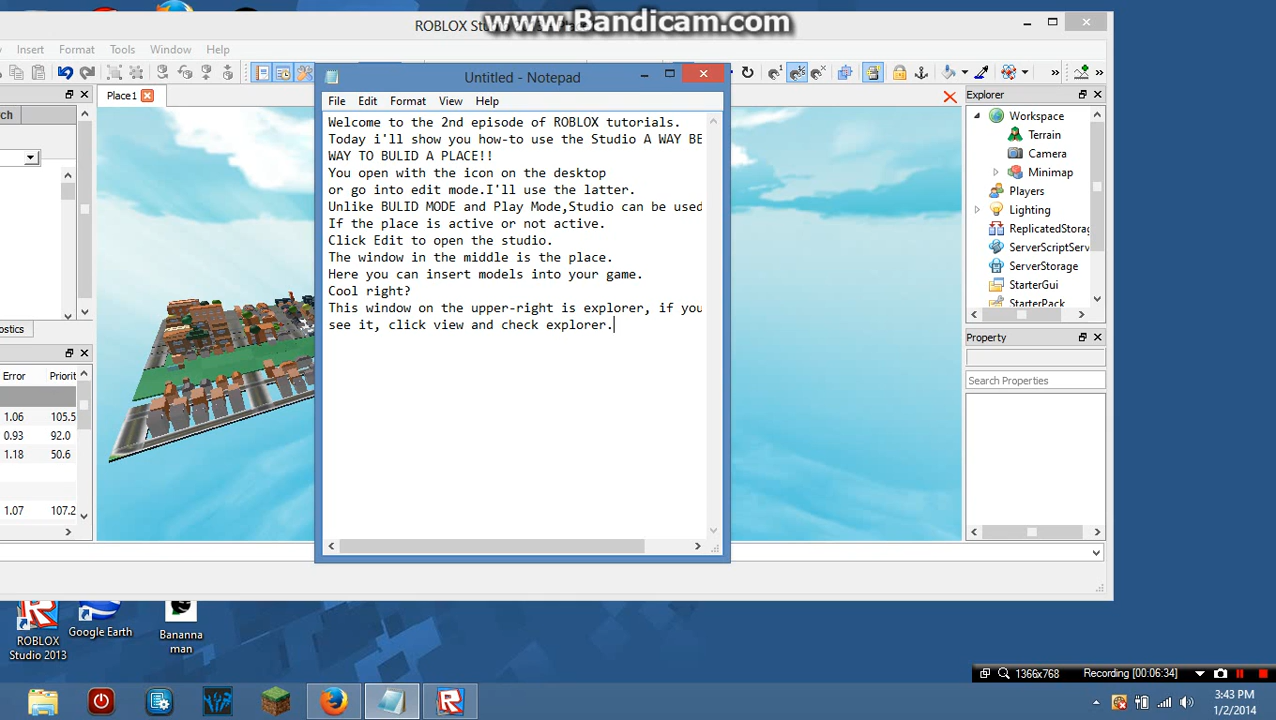 www.Bandicam.com
ROBLOX Stu
Insert Format Tools Window Help
Untitled - Notepad
File Edit Format View Help
Welcome to the 2nd episode of ROBLOX tutorials.
Today i'll show you how-to use the Studio A WAY BE
WAY TO BULID A PLACE!!
You open with the icon on the desktop
or go into edit mode.I'll use the latter.
Unlike BULID MODE and Play Mode,Studio can be used
If the place is active or not active.
Click Edit to open the studio.
The window in the middle is the place.
Here you can insert models into your game.
Cool right?
This window on the upper-right is explorer, if you
see it, click view and check explorer.
Place1
rch
ostics
Error Priorit
1.06 105.5
0.93 92.0
1.18 50.6
1.07 107.2
Explorer
Workspace
Terrain
Camera
Minimap
Players
Lighting
ReplicatedStorag
ServerScriptServ
ServerStorage
StarterGui
StarterPack
Property
Search Properties
ROBLOX
Studio 2013
Google Earth
Bananna
man
1366x768 Recording [00:06:34]
3:43 PM
1/2/2014